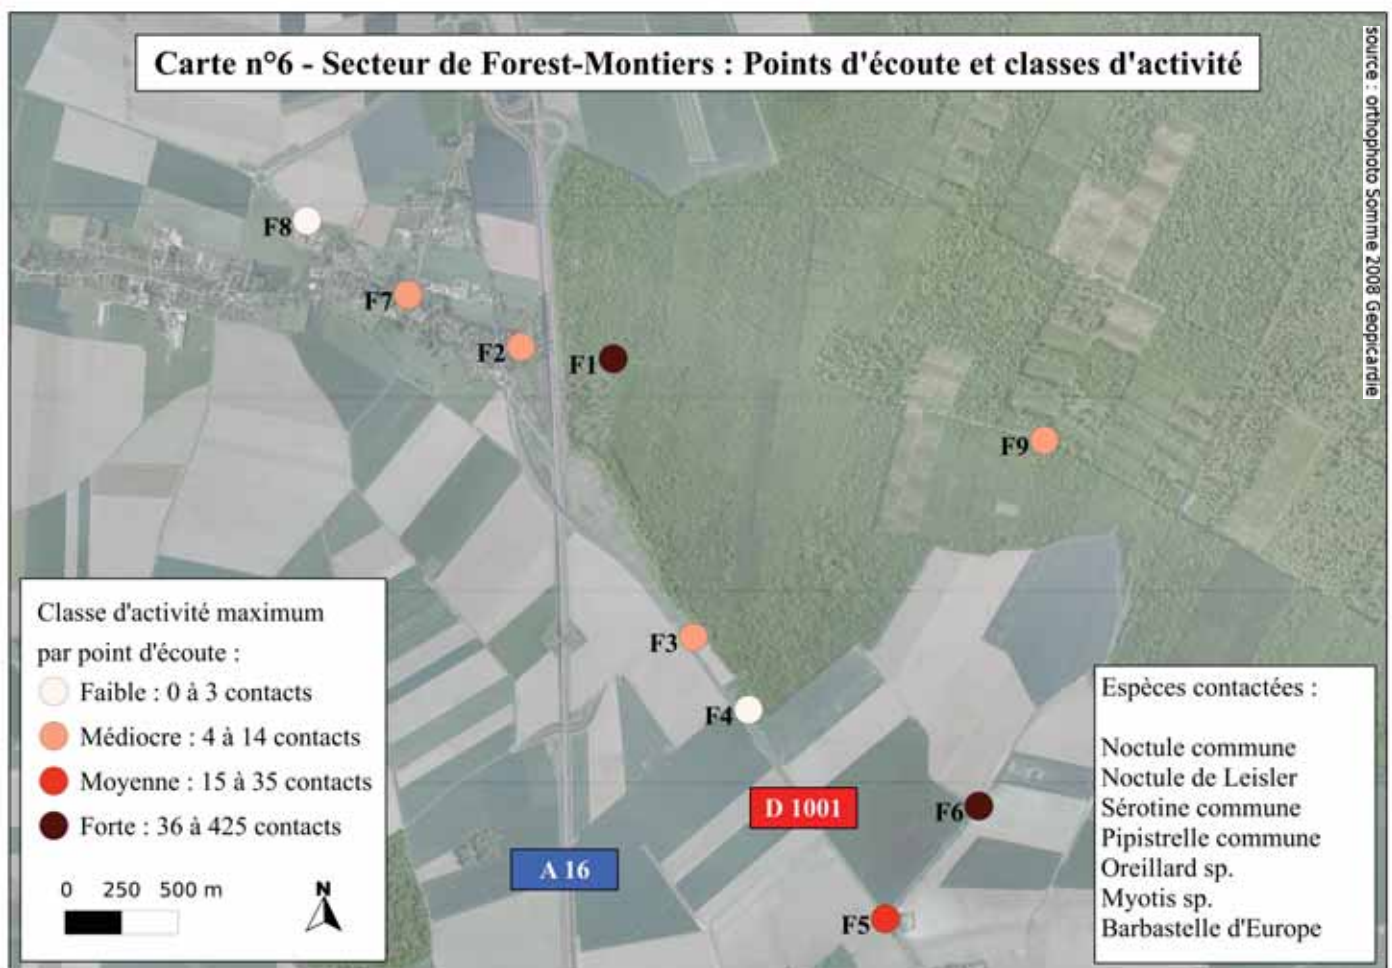 Carte n°6 - Secteur de Forest-Montiers : Points d'écoute et classes d'activité
source : orthophoto Somme 2008 Géopicardie
F8
F7
F2
F1
F9
F3
F4
F6
F5
D 1001
A 16
Classe d'activité maximum
par point d'écoute :
Faible : 0 à 3 contacts
Médiocre : 4 à 14 contacts
Moyenne : 15 à 35 contacts
Forte : 36 à 425 contacts
0 250 500 m
N
Espèces contactées :
Noctule commune
Noctule de Leisler
Sérotine commune
Pipistrelle commune
Oreillard sp.
Myotis sp.
Barbastelle d'Europe